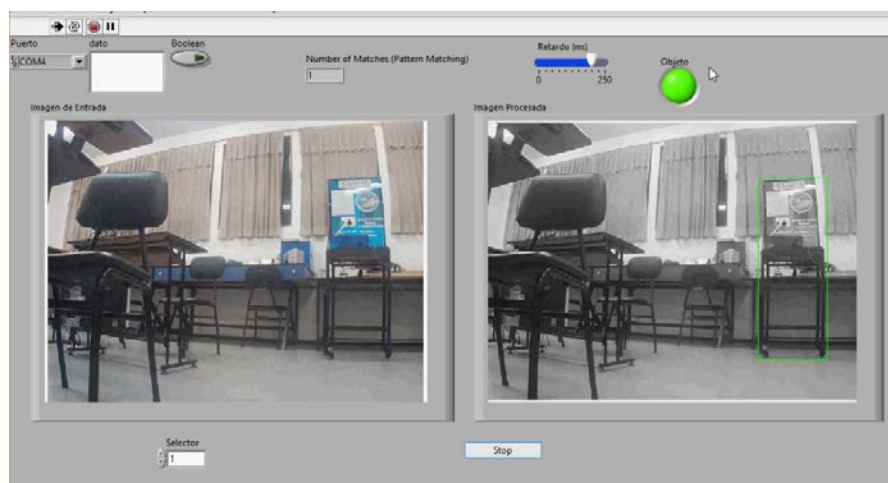 Puerto
dato
Boolean
COM4
Number of Matches (Pattern Matching)
1
Retardo (ms)
0 250
Objeto
Imagen de Entrada
Imagen Procesada
Selector
1
Stop